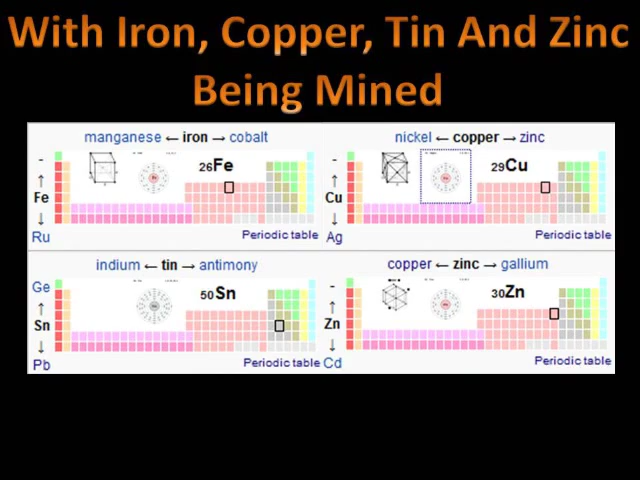 With Iron, Copper, Tin And Zinc
Being Mined
manganese ← iron → cobalt
-
↑
Fe
↓
Ru
26Fe
Periodic table
nickel ← copper → zinc
-
↑
Cu
↓
Ag
29Cu
Periodic table
indium ← tin → antimony
Ge
↑
Sn
↓
Pb
50Sn
Periodic table
copper ← zinc → gallium
-
↑
Zn
↓
Cd
30Zn
Periodic table